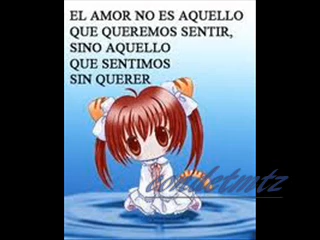 EL AMOR NO ES AQUELLO
QUE QUEREMOS SENTIR,
SINO AQUELLO
QUE SENTIMOS
SIN QUERER